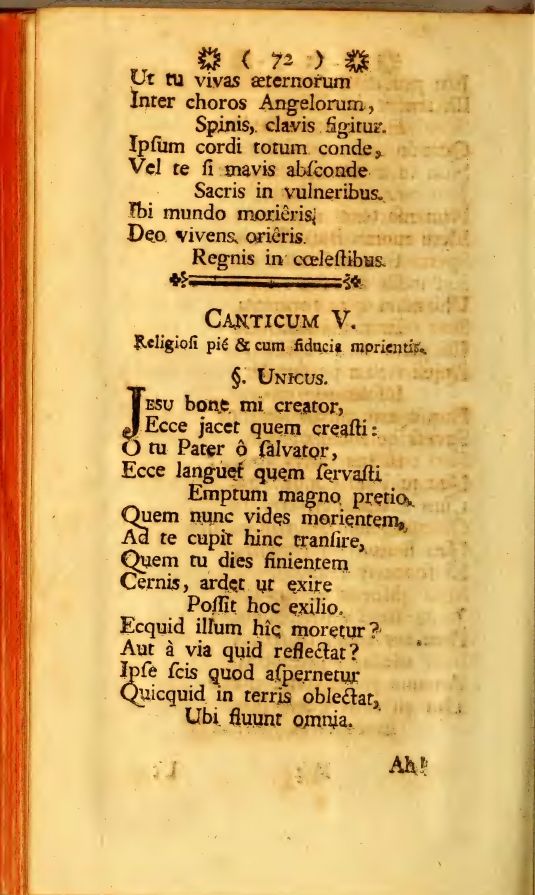 ( 72 )
Ut tu vivas æternorum
Inter choros Angelorum,
Spinis, clavis figitur.
Ipſum cordi totum conde,
Vel te ſi mavis abſconde
Sacris in vulneribus.
Ibi mundo moriêris;
Deo vivens oriêris.
Regnis in cœleſtibus.
CANTICUM V.
Religioſi pié & cum fiducia morientis.
§. UNICUS.
JESU bone mi creator,
Ecce jacet quem creaſti:
O tu Pater ô ſalvator,
Ecce languet quem ſervaſti
Emptum magno pretio.
Quem nunc vides morientem,
Ad te cupit hinc tranſire,
Quem tu dies finientem
Cernis, ardet ut exire
Poſſit hoc exilio.
Ecquid illum hîc moretur?
Aut à via quid reflectat?
Ipſe ſcis quod aſpernetur
Quicquid in terris oblectat,
Ubi fluunt omnia.
Ah!